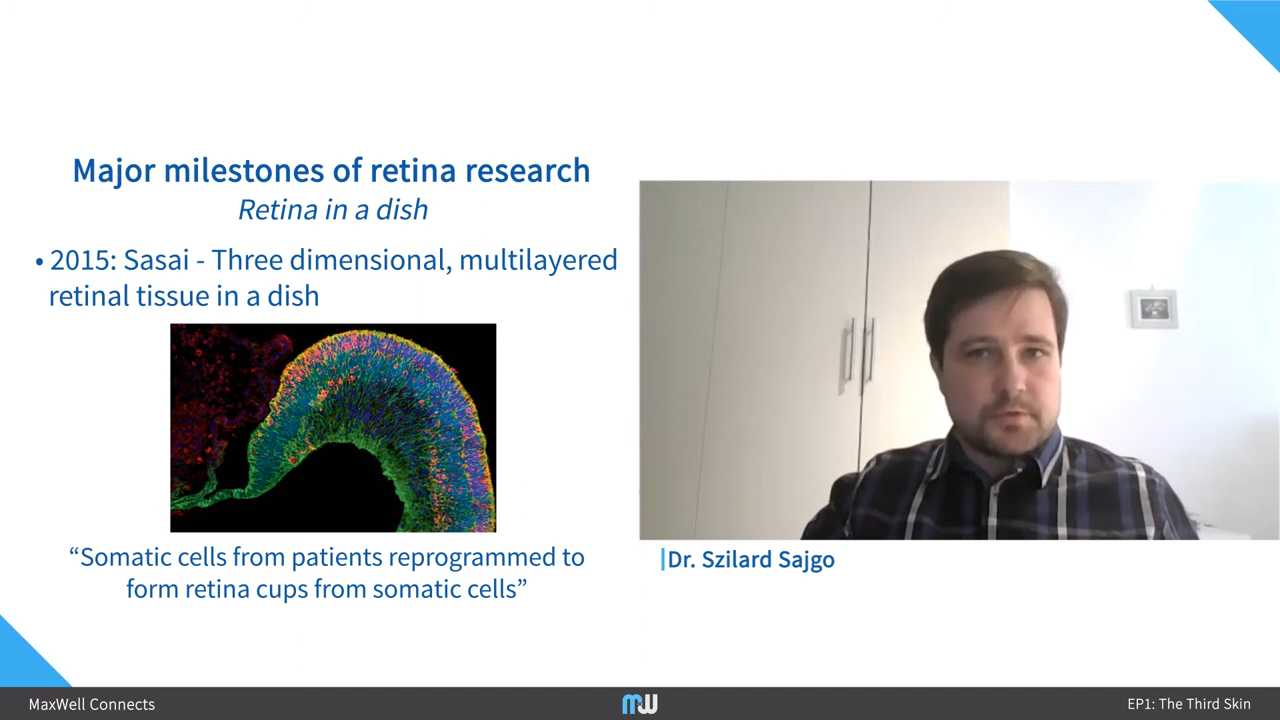 Major milestones of retina research
Retina in a dish
• 2015: Sasai - Three dimensional, multilayered
retinal tissue in a dish
“Somatic cells from patients reprogrammed to
form retina cups from somatic cells”
Dr. Szilard Sajgo
MaxWell Connects
MW
EP1: The Third Skin